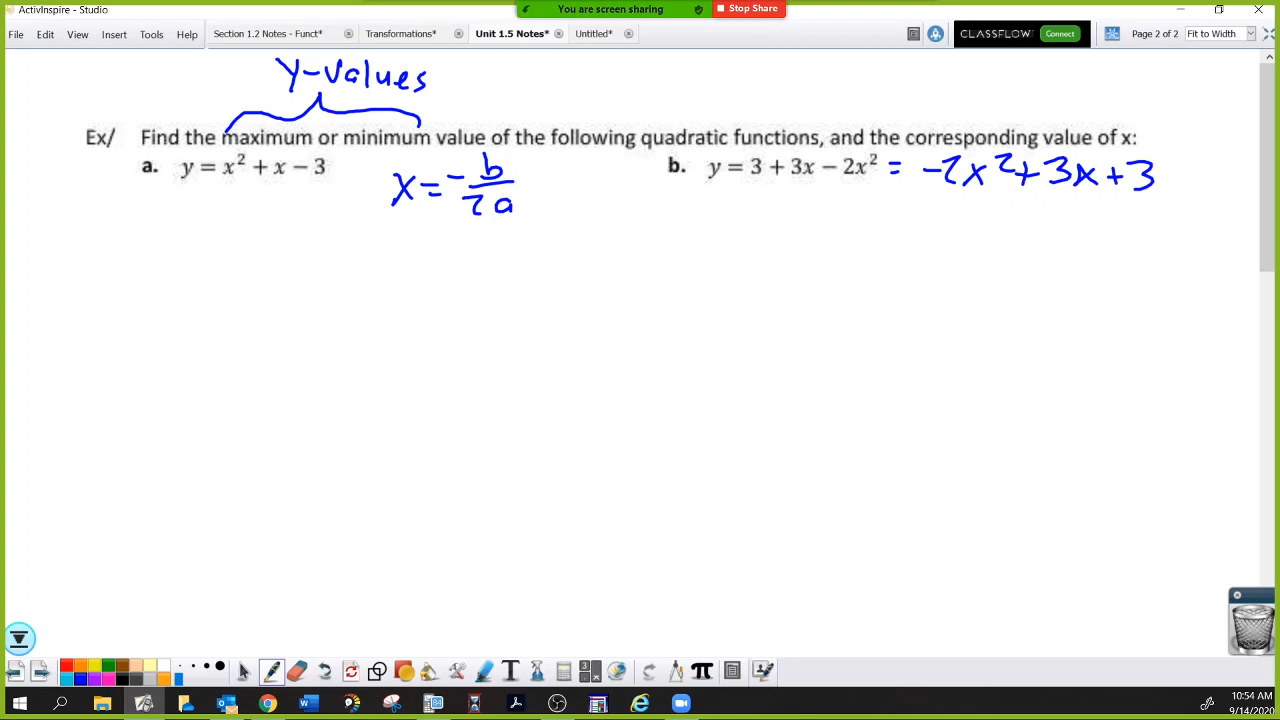 ActivInspire - Studio
You are screen sharing
Stop Share
File Edit View Insert Tools Help
Section 1.2 Notes - Funct*
Transformations*
Unit 1.5 Notes*
Untitled*
CLASSFLOW
Connect
Page 2 of 2
Fit to Width
y-values
Ex/ Find the maximum or minimum value of the following quadratic functions, and the corresponding value of x:
a. y = x² + x − 3
x = -b/2a
b. y = 3 + 3x − 2x² = -2x² + 3x + 3
10:54 AM
9/14/2020